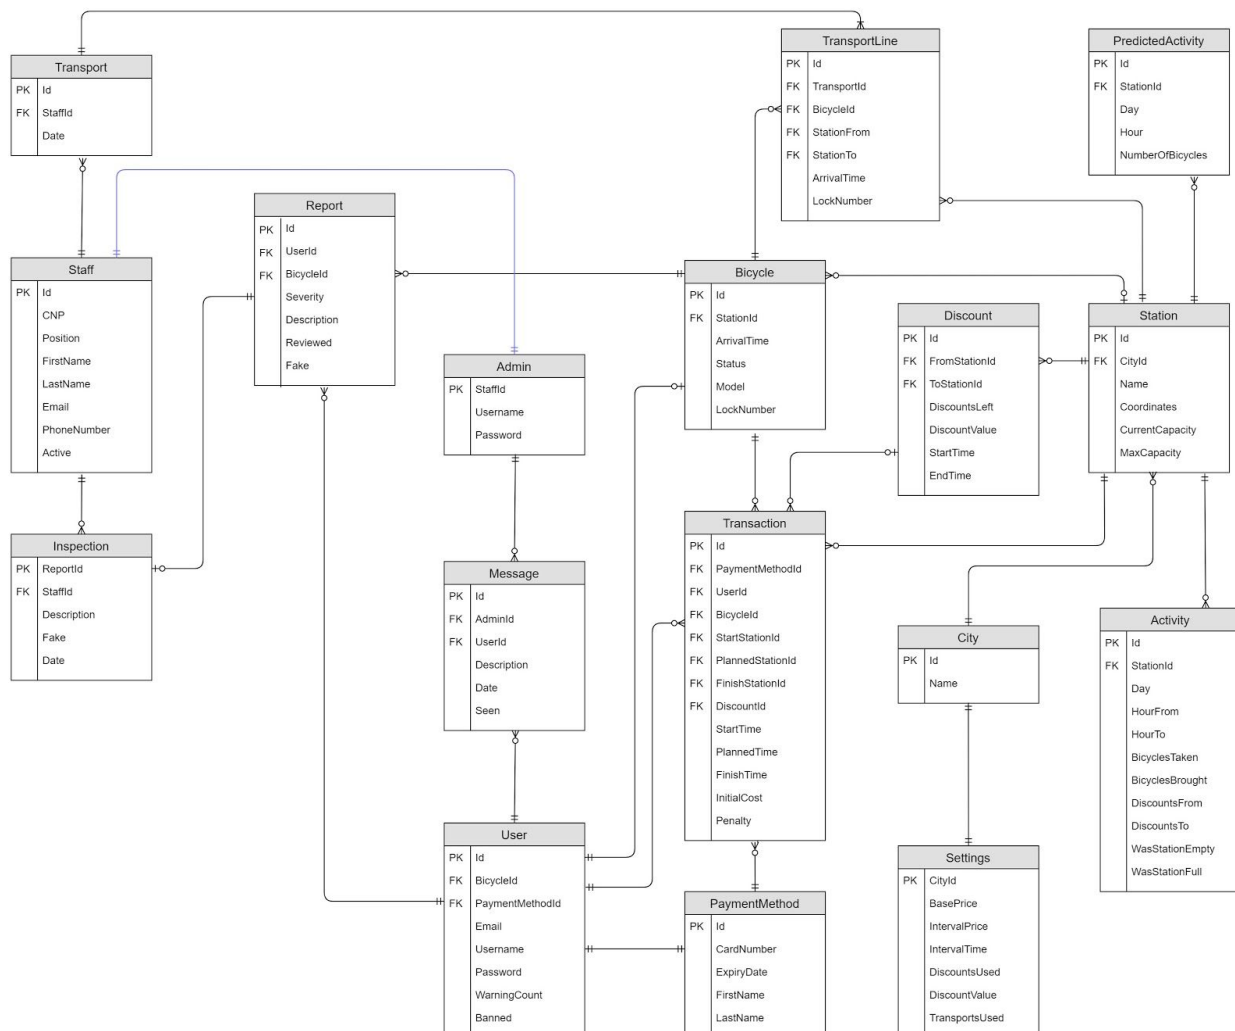 Transport
PK Id
FK StaffId
Date
TransportLine
PK Id
FK TransportId
FK BicycleId
FK StationFrom
FK StationTo
ArrivalTime
LockNumber
PredictedActivity
PK Id
FK StationId
Day
Hour
NumberOfBicycles
Report
PK Id
FK UserId
FK BicycleId
Severity
Description
Reviewed
Fake
Staff
PK Id
CNP
Position
FirstName
LastName
Email
PhoneNumber
Active
Bicycle
PK Id
FK StationId
ArrivalTime
Status
Model
LockNumber
Discount
PK Id
FK FromStationId
FK ToStationId
DiscountsLeft
DiscountValue
StartTime
EndTime
Station
PK Id
FK CityId
Name
Coordinates
CurrentCapacity
MaxCapacity
Admin
PK StaffId
Username
Password
Inspection
PK ReportId
FK StaffId
Description
Fake
Date
Message
PK Id
FK AdminId
FK UserId
Description
Date
Seen
Transaction
PK Id
FK PaymentMethodId
FK UserId
FK BicycleId
FK StartStationId
FK PlannedStationId
FK FinishStationId
FK DiscountId
StartTime
PlannedTime
FinishTime
InitialCost
Penalty
City
PK Id
Name
Activity
PK Id
FK StationId
Day
HourFrom
HourTo
BicyclesTaken
BicyclesBrought
DiscountsFrom
DiscountsTo
WasStationEmpty
WasStationFull
User
PK Id
FK BicycleId
FK PaymentMethodId
Email
Username
Password
WarningCount
Banned
PaymentMethod
PK Id
CardNumber
ExpiryDate
FirstName
LastName
Settings
PK CityId
BasePrice
IntervalPrice
IntervalTime
DiscountsUsed
DiscountValue
TransportsUsed